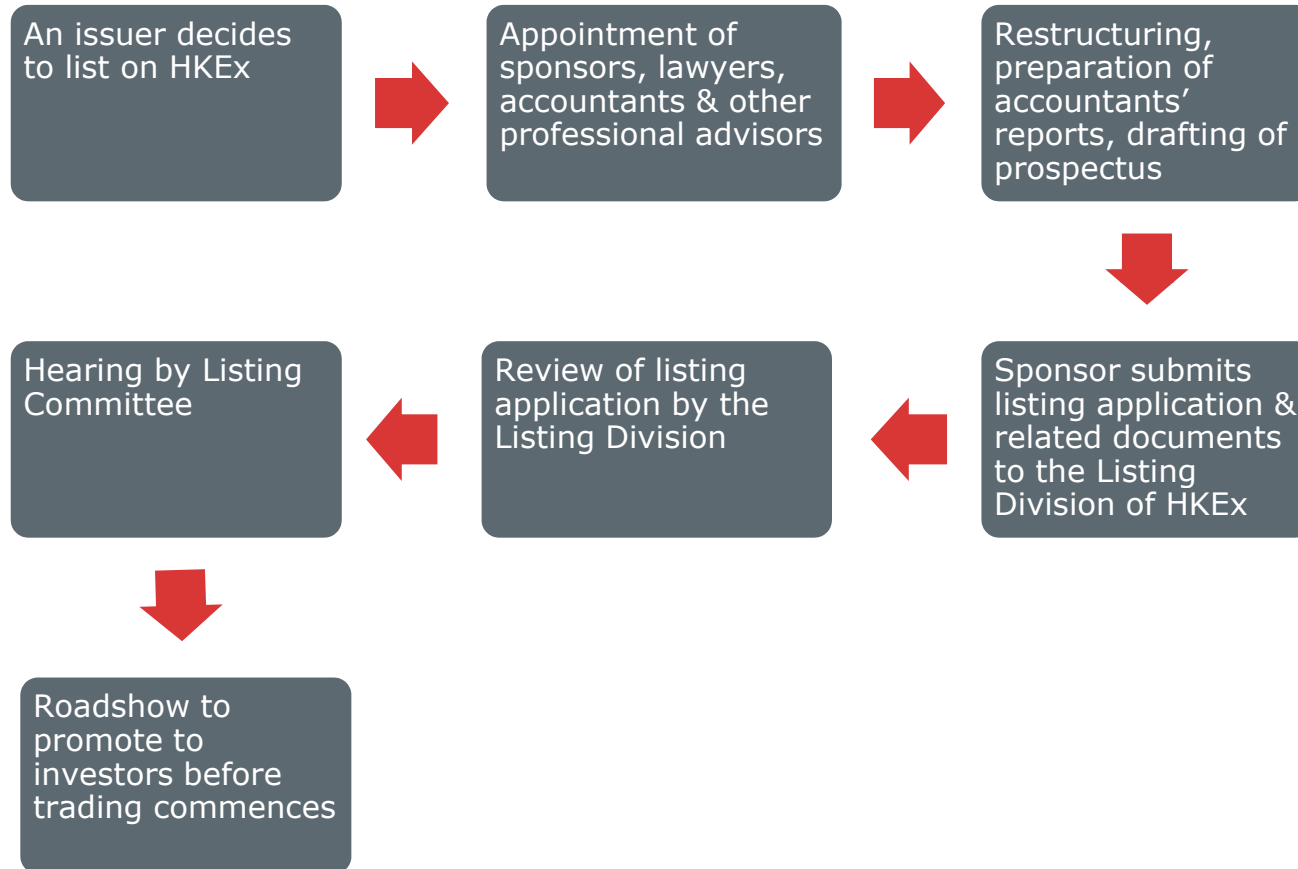 An issuer decides
to list on HKEx
Appointment of
sponsors, lawyers,
accountants & other
professional advisors
Restructuring,
preparation of
accountants’
reports, drafting of
prospectus
Sponsor submits
listing application &
related documents
to the Listing
Division of HKEx
Review of listing
application by the
Listing Division
Hearing by Listing
Committee
Roadshow to
promote to
investors before
trading commences